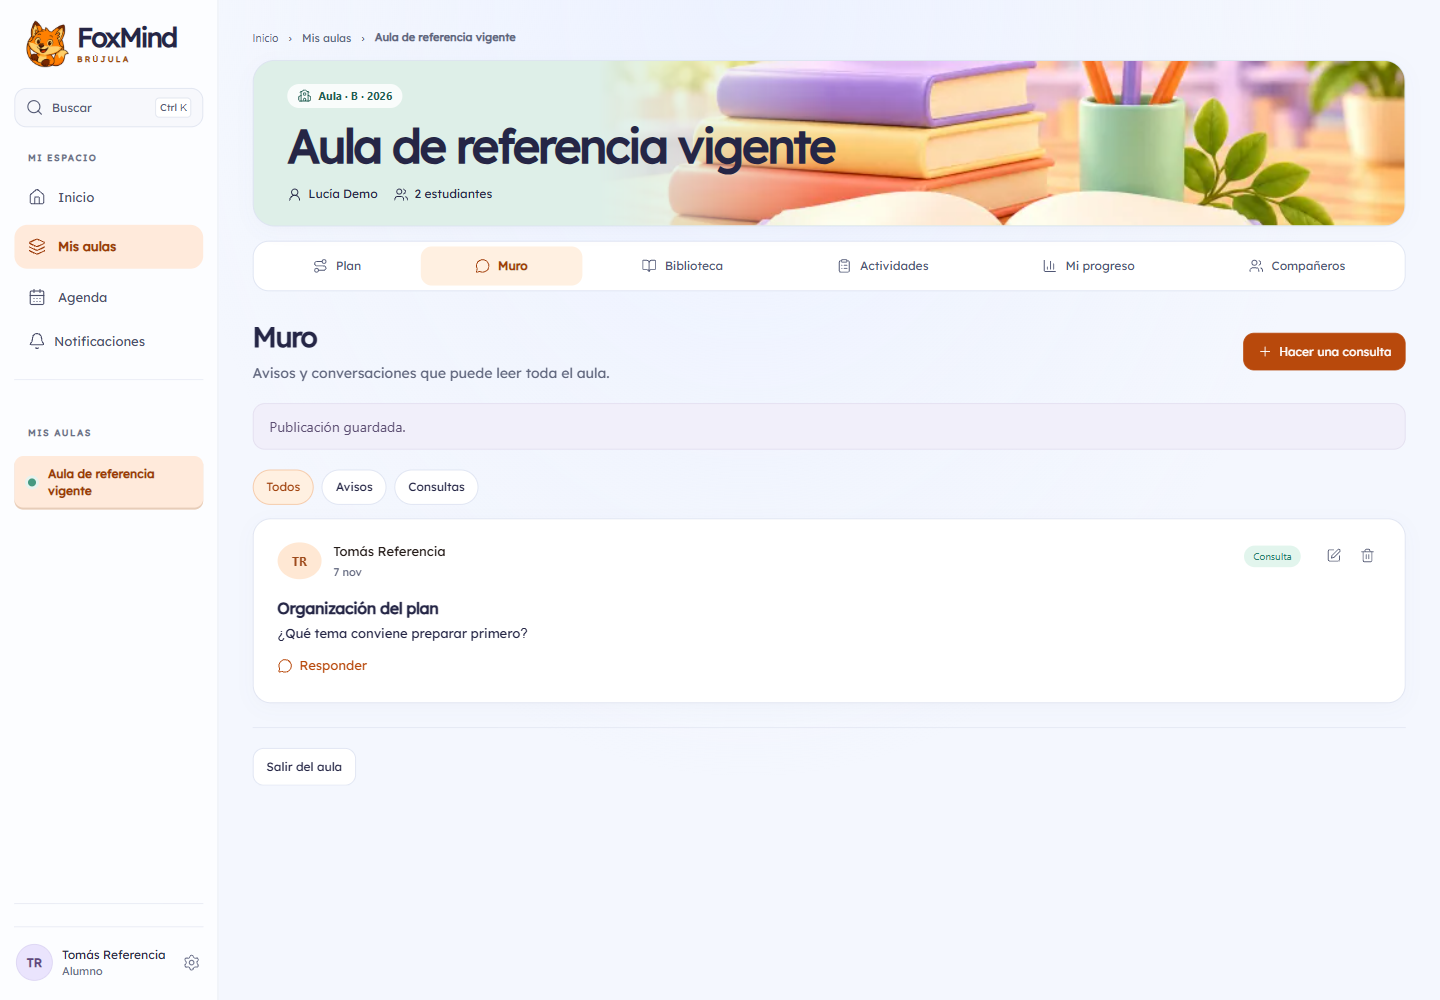 FoxMind
BRÚJULA
Buscar
Ctrl K
MI ESPACIO
Inicio
Mis aulas
Agenda
Notificaciones
MIS AULAS
Aula de referencia
vigente
TR
Tomás Referencia
Alumno
Inicio › Mis aulas › Aula de referencia vigente
Aula · B · 2026
Aula de referencia vigente
Lucía Demo 2 estudiantes
Plan
Muro
Biblioteca
Actividades
Mi progreso
Compañeros
Muro
Avisos y conversaciones que puede leer toda el aula.
+ Hacer una consulta
Publicación guardada.
Todos
Avisos
Consultas
TR
Tomás Referencia
7 nov
Consulta
Organización del plan
¿Qué tema conviene preparar primero?
Responder
Salir del aula